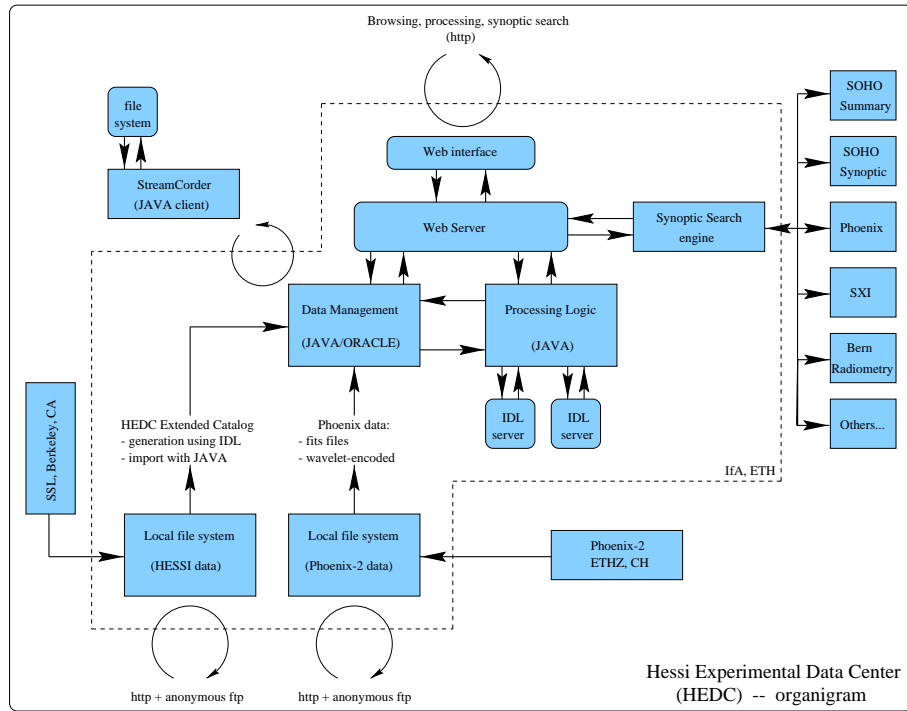 Browsing, processing, synoptic search
(http)
file
system
StreamCorder
(JAVA client)
Web interface
Web Server
Synoptic Search
engine
SOHO
Summary
SOHO
Synoptic
Phoenix
SXI
Bern
Radiometry
Others...
Data Management
(JAVA/ORACLE)
Processing Logic
(JAVA)
IDL
server
IDL
server
SSL, Berkeley, CA
HEDC Extended Catalog
- generation using IDL
- import with JAVA
Phoenix data:
- fits files
- wavelet-encoded
IfA, ETH
Local file system
(HESSI data)
Local file system
(Phoenix-2 data)
Phoenix-2
ETHZ, CH
http + anonymous ftp
http + anonymous ftp
Hessi Experimental Data Center
(HEDC) -- organigram